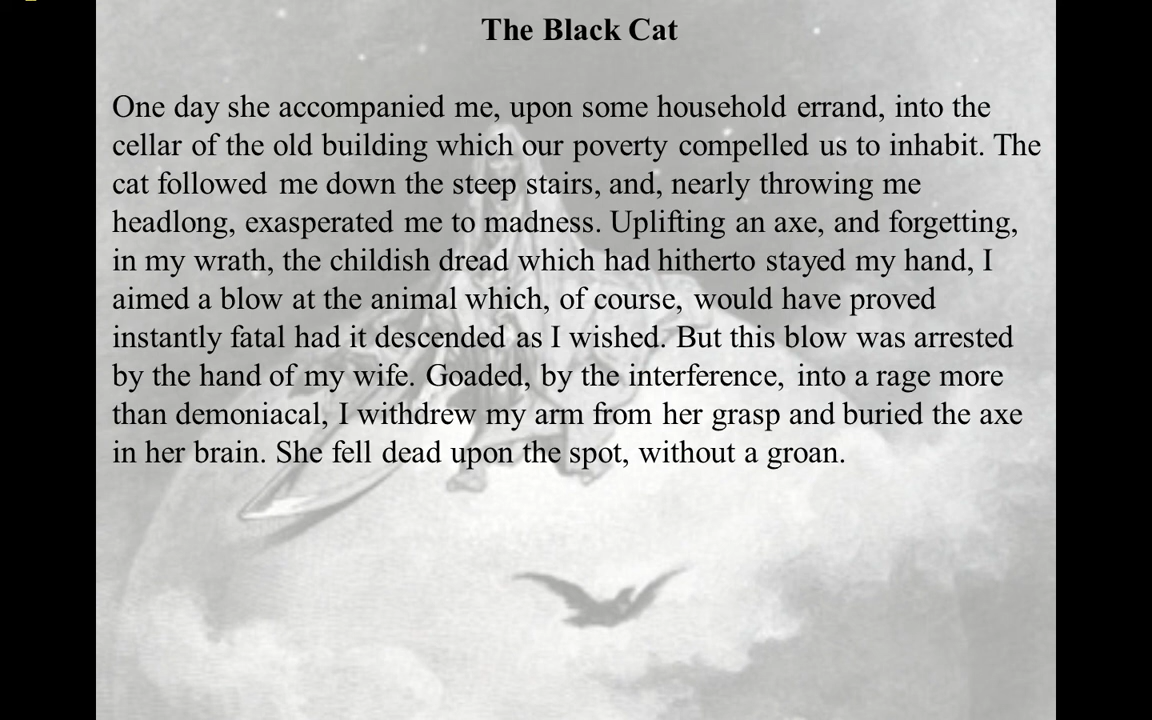 The Black Cat
One day she accompanied me, upon some household errand, into the
cellar of the old building which our poverty compelled us to inhabit. The
cat followed me down the steep stairs, and, nearly throwing me
headlong, exasperated me to madness. Uplifting an axe, and forgetting,
in my wrath, the childish dread which had hitherto stayed my hand, I
aimed a blow at the animal which, of course, would have proved
instantly fatal had it descended as I wished. But this blow was arrested
by the hand of my wife. Goaded, by the interference, into a rage more
than demoniacal, I withdrew my arm from her grasp and buried the axe
in her brain. She fell dead upon the spot, without a groan.